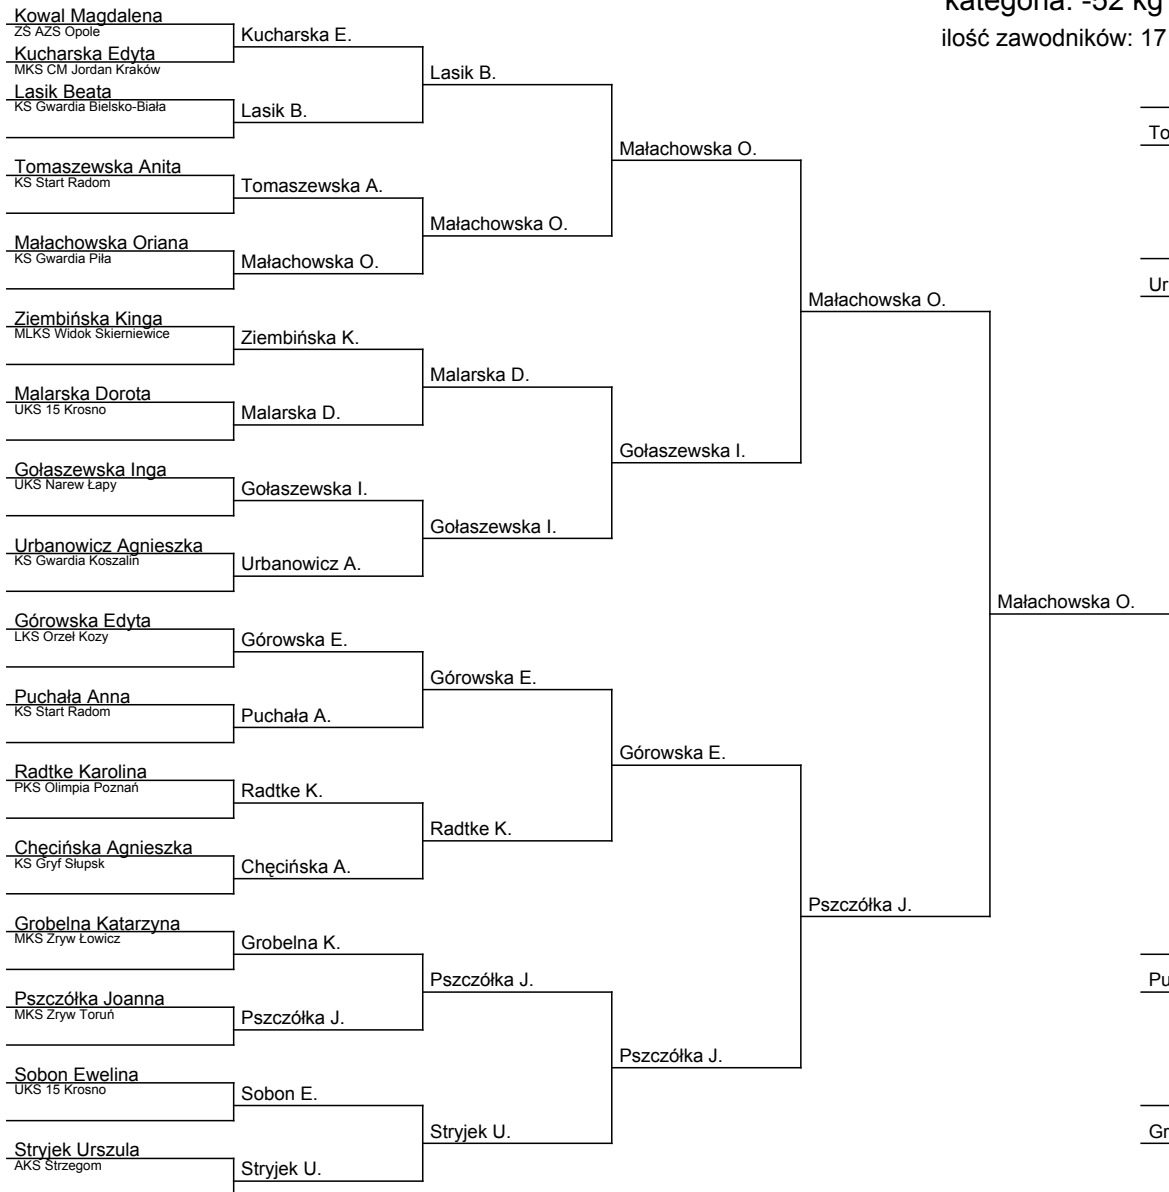 kategoria: -52 kg
ilość zawodników: 17
Kowal Magdalena
ZS AZS Opole
Kucharska Edyta
MKS CM Jordan Kraków
Lasik Beata
KS Gwardia Bielsko-Biała
Tomaszewska Anita
KS Start Radom
Małachowska Oriana
KS Gwardia Piła
Ziembińska Kinga
MLKS Widok Skierniewice
Malarska Dorota
UKS 15 Krosno
Gołaszewska Inga
UKS Narew Łapy
Urbanowicz Agnieszka
KS Gwardia Koszalin
Górowska Edyta
LKS Orzeł Kozy
Puchała Anna
KS Start Radom
Radtke Karolina
PKS Olimpia Poznań
Chęcińska Agnieszka
KS Gryf Słupsk
Grobelna Katarzyna
MKS Zryw Łowicz
Pszczółka Joanna
MKS Zryw Toruń
Sobon Ewelina
UKS 15 Krosno
Stryjek Urszula
AKS Strzegom
Kucharska E.
Lasik B.
Tomaszewska A.
Małachowska O.
Ziembińska K.
Malarska D.
Gołaszewska I.
Urbanowicz A.
Górowska E.
Puchała A.
Radtke K.
Chęcińska A.
Grobelna K.
Pszczółka J.
Sobon E.
Stryjek U.
Lasik B.
Małachowska O.
Malarska D.
Gołaszewska I.
Górowska E.
Radtke K.
Pszczółka J.
Stryjek U.
Małachowska O.
Gołaszewska I.
Górowska E.
Pszczółka J.
Małachowska O.
Pszczółka J.
Małachowska O.
To
Ur
Pu
Gr